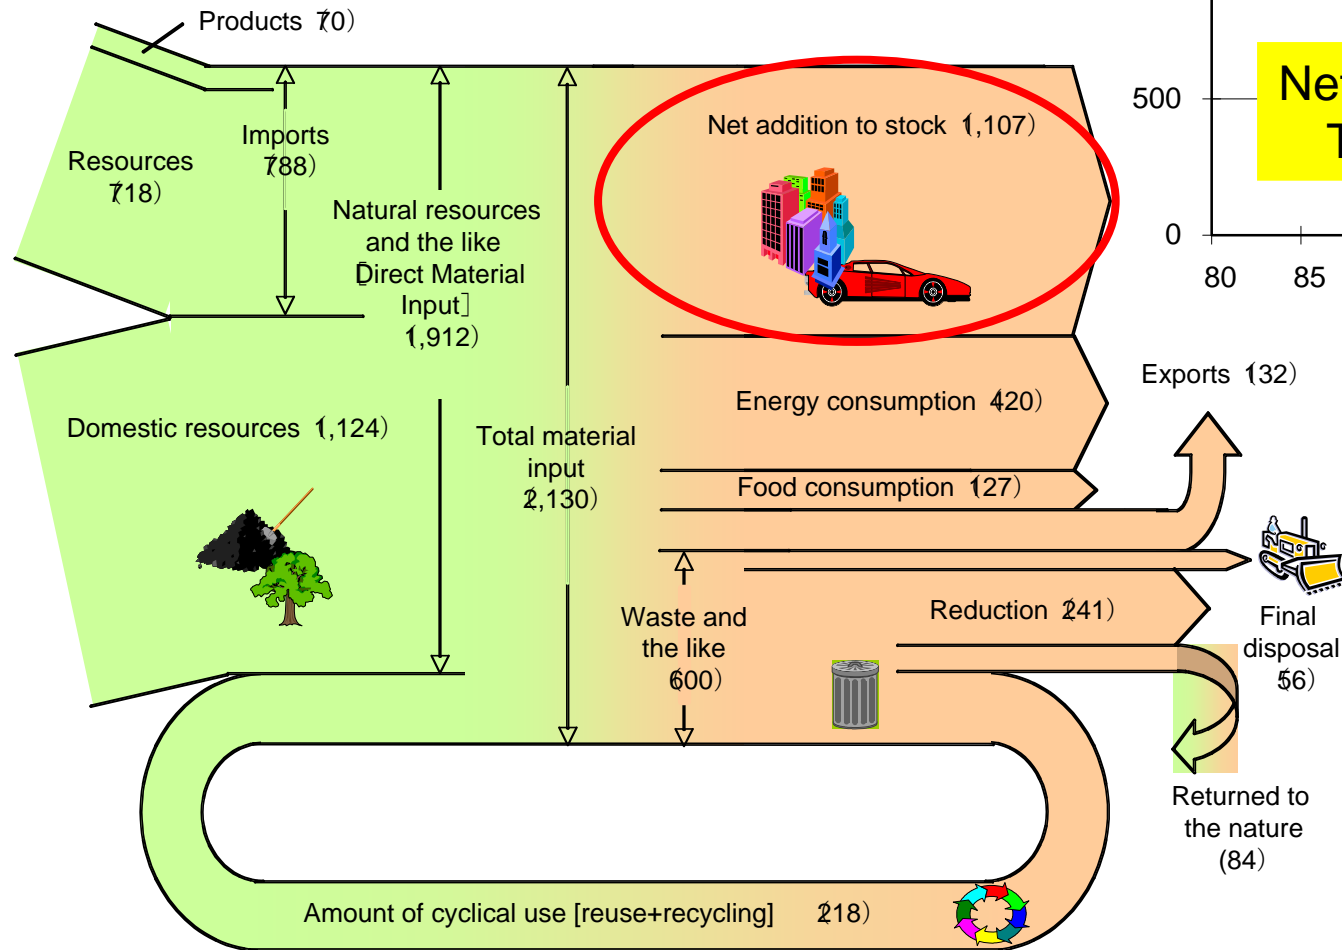 Products (70)
Imports
(788)
Resources
(718)
Natural resources
and the like
[Direct Material
Input]
(1,912)
Domestic resources (1,124)
Total material
input
(2,130)
Net addition to stock (1,107)
Energy consumption (420)
Food consumption (127)
Exports (132)
Waste and
the like
(600)
Reduction (241)
Final
disposal
(56)
Returned to
the nature
(84)
Amount of cyclical use [reuse+recycling] (218)
500
0
80 85
Net